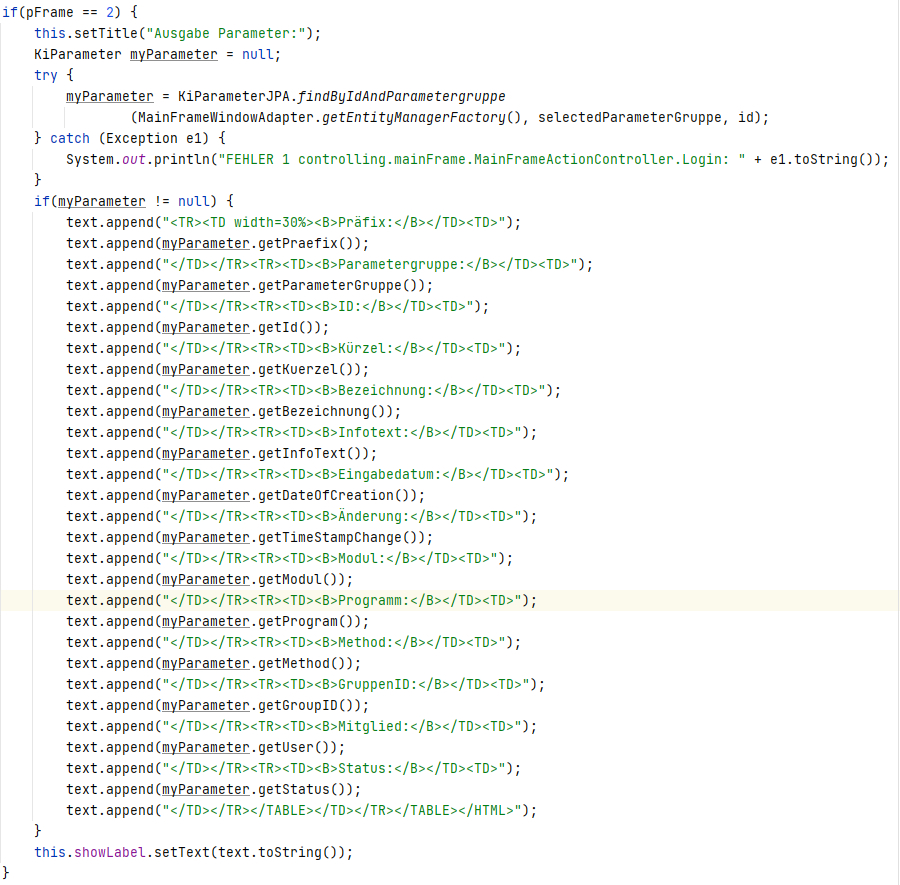 if(pFrame == 2) {
    this.setTitle("Ausgabe Parameter:");
    KiParameter myParameter = null;
    try {
        myParameter = KiParameterJPA.findByIdAndParametergruppe
                (MainFrameWindowAdapter.getEntityManagerFactory(), selectedParameterGruppe, id);
    } catch (Exception e1) {
        System.out.println("FEHLER 1 controlling.mainFrame.MainFrameActionController.Login: " + e1.toString());
    }
    if(myParameter != null) {
        text.append("<TR><TD width=30%><B>Präfix:</B></TD><TD>");
        text.append(myParameter.getPraefix());
        text.append("</TD></TR><TR><TD><B>Parametergruppe:</B></TD><TD>");
        text.append(myParameter.getParameterGruppe());
        text.append("</TD></TR><TR><TD><B>ID:</B></TD><TD>");
        text.append(myParameter.getId());
        text.append("</TD></TR><TR><TD><B>Kürzel:</B></TD><TD>");
        text.append(myParameter.getKuerzel());
        text.append("</TD></TR><TR><TD><B>Bezeichnung:</B></TD><TD>");
        text.append(myParameter.getBezeichnung());
        text.append("</TD></TR><TR><TD><B>Infotext:</B></TD><TD>");
        text.append(myParameter.getInfoText());
        text.append("</TD></TR><TR><TD><B>Eingabedatum:</B></TD><TD>");
        text.append(myParameter.getDateOfCreation());
        text.append("</TD></TR><TR><TD><B>Änderung:</B></TD><TD>");
        text.append(myParameter.getTimeStampChange());
        text.append("</TD></TR><TR><TD><B>Modul:</B></TD><TD>");
        text.append(myParameter.getModul());
        text.append("</TD></TR><TR><TD><B>Programm:</B></TD><TD>");
        text.append(myParameter.getProgram());
        text.append("</TD></TR><TR><TD><B>Method:</B></TD><TD>");
        text.append(myParameter.getMethod());
        text.append("</TD></TR><TR><TD><B>GruppenID:</B></TD><TD>");
        text.append(myParameter.getGroupID());
        text.append("</TD></TR><TR><TD><B>Mitglied:</B></TD><TD>");
        text.append(myParameter.getUser());
        text.append("</TD></TR><TR><TD><B>Status:</B></TD><TD>");
        text.append(myParameter.getStatus());
        text.append("</TD></TR></TABLE></TD></TR></TABLE></HTML>");
    }
    this.showLabel.setText(text.toString());
}